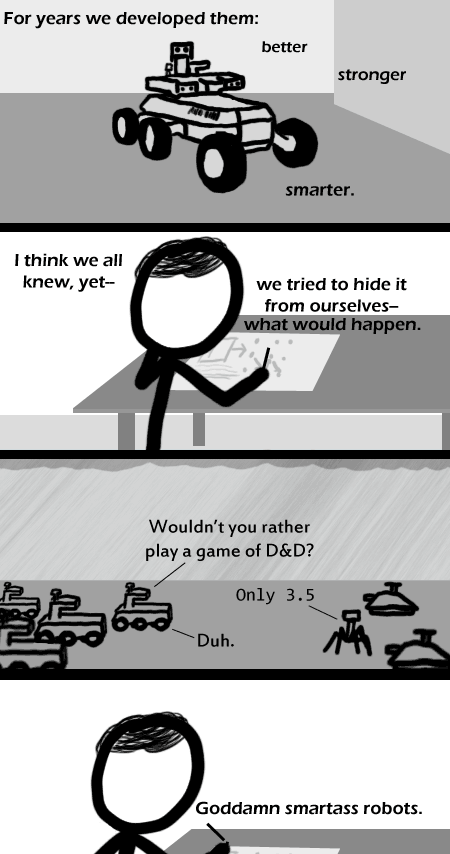 For years we developed them:
better
stronger
smarter.
I think we all
knew, yet–
we tried to hide it
from ourselves–
what would happen.
Wouldn't you rather
play a game of D&D?
Only 3.5
Duh.
Goddamn smartass robots.